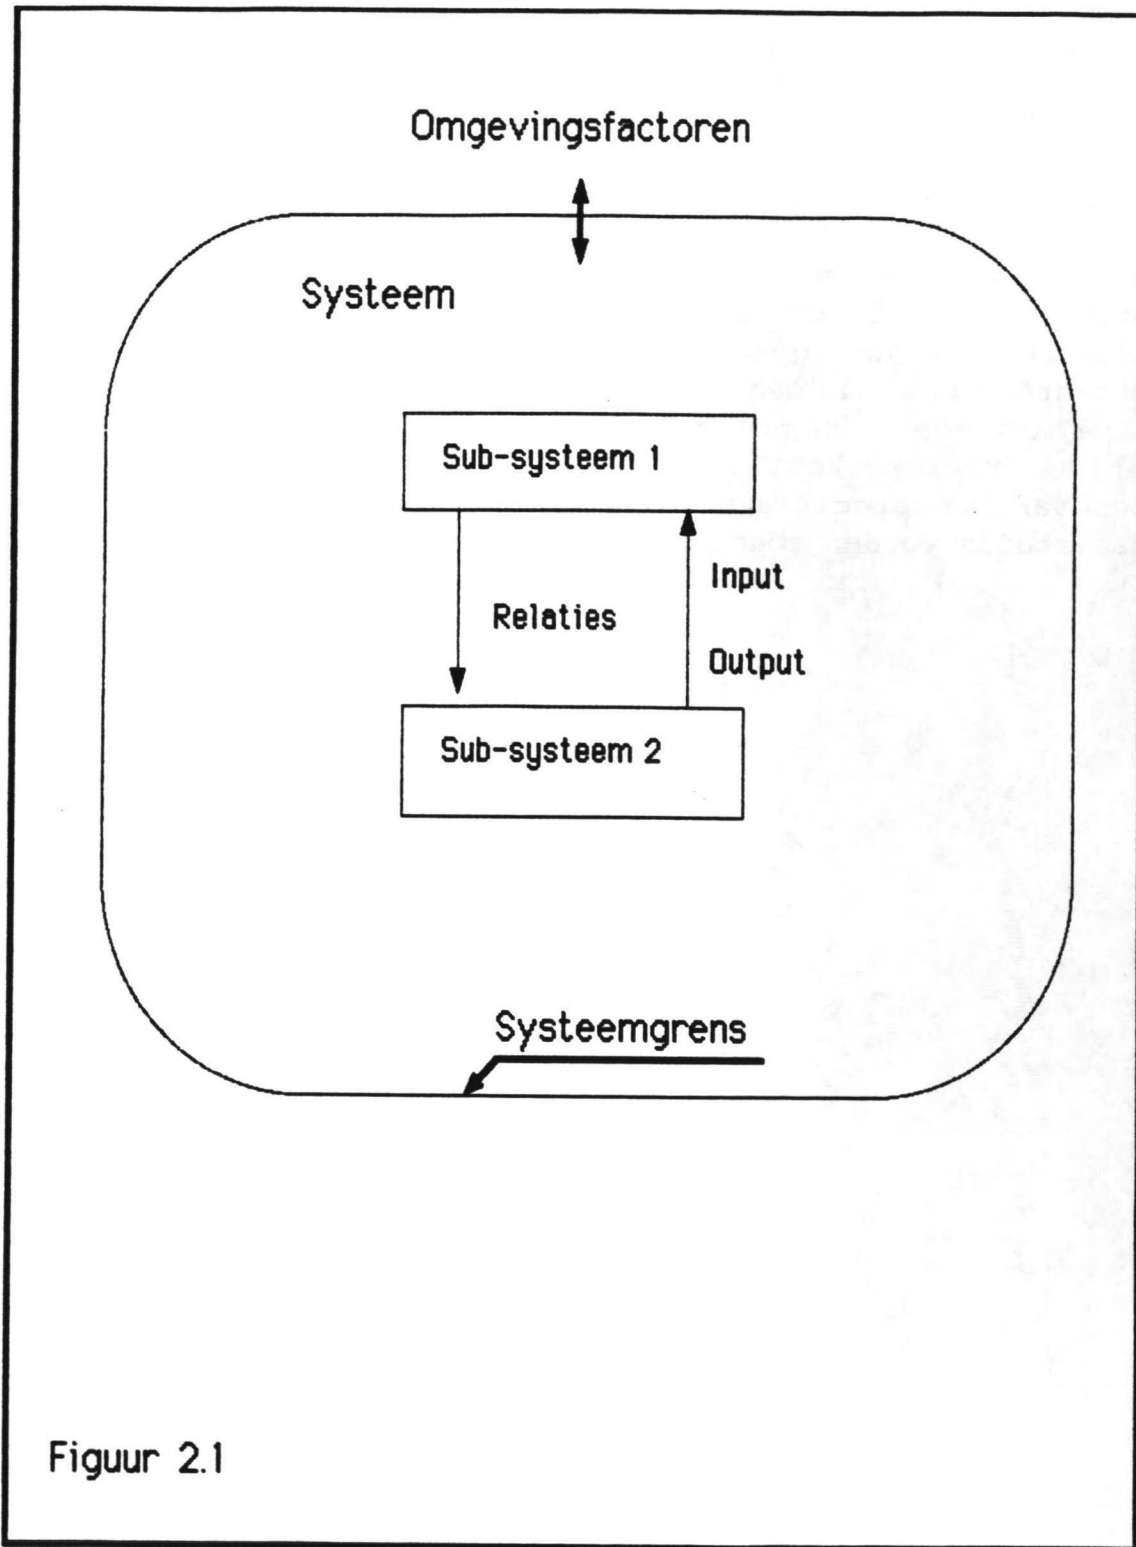 Omgevingsfactoren
Systeem
Sub-systeem 1
Input
Relaties
Output
Sub-systeem 2
Systeemgrens
Figuur 2.1